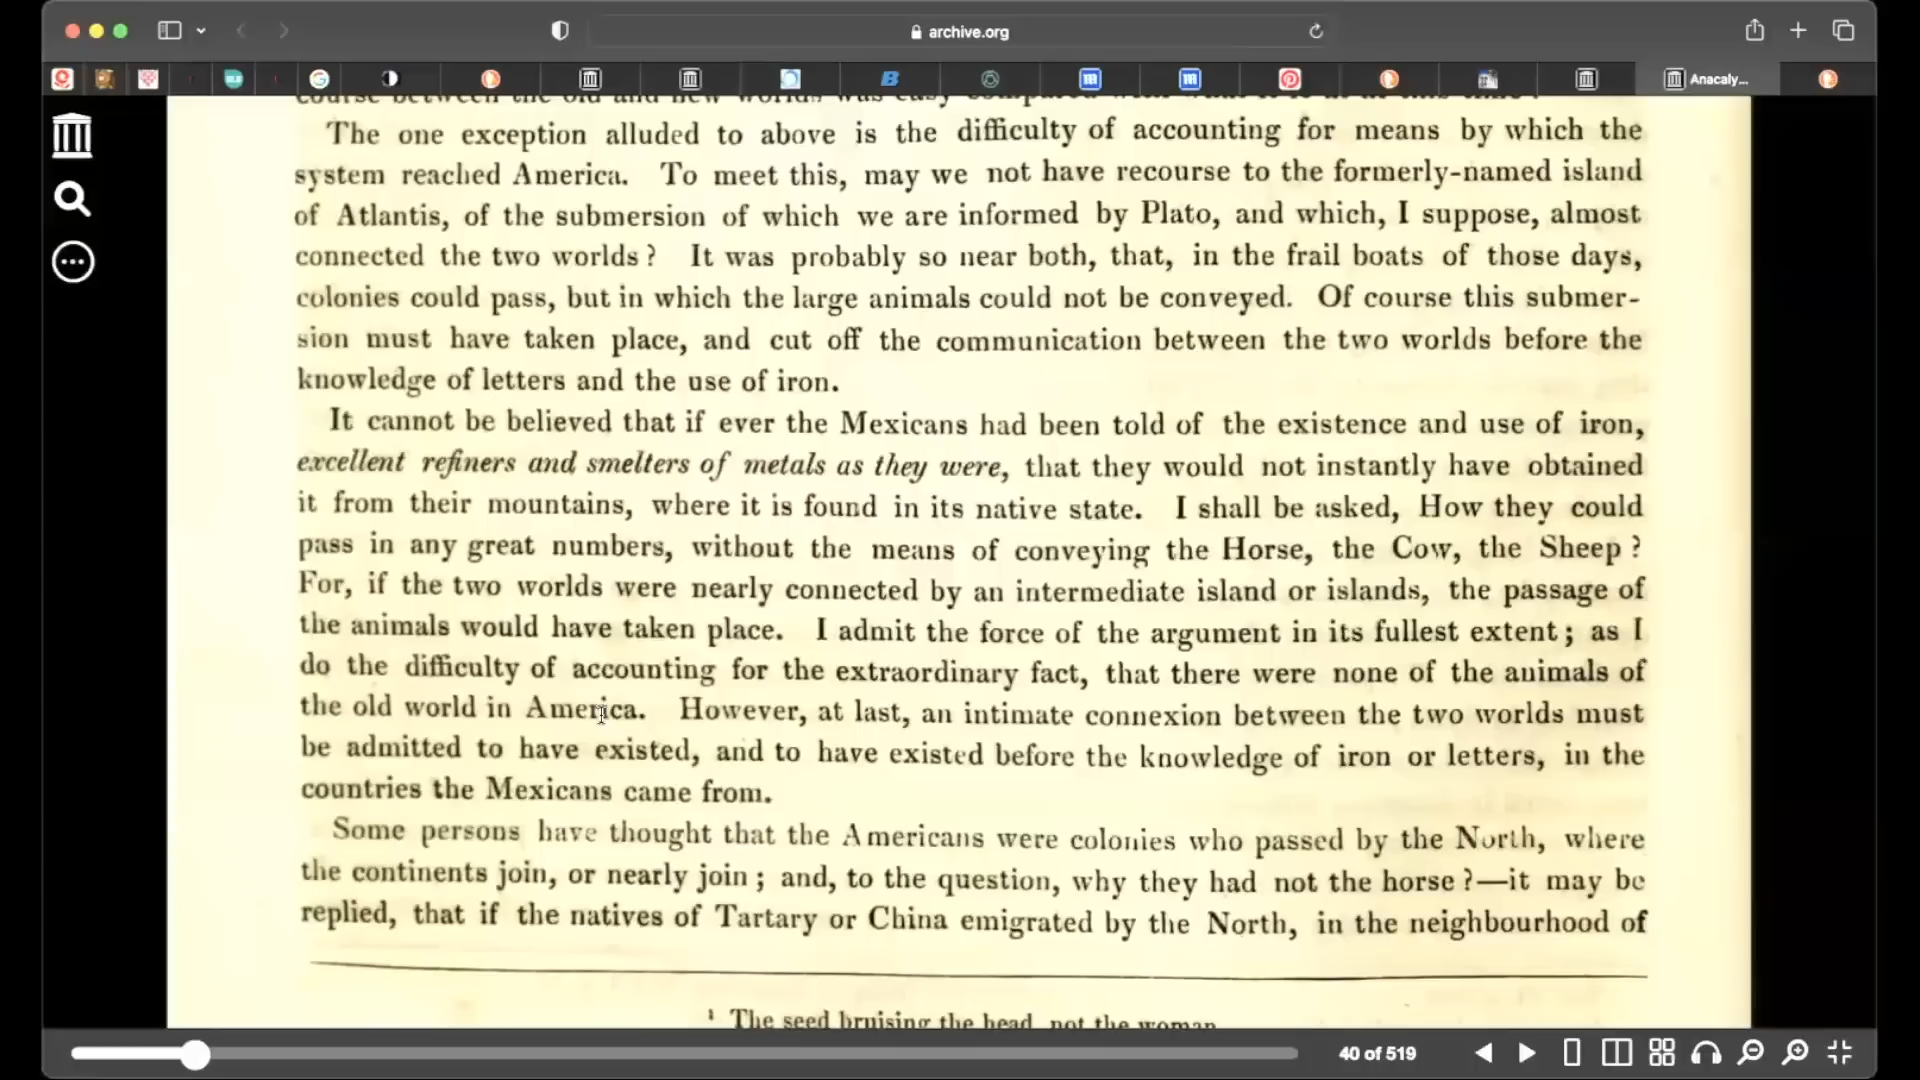 archive.org
Anacaly...
The one exception alluded to above is the difficulty of accounting for means by which the
system reached America. To meet this, may we not have recourse to the formerly-named island
of Atlantis, of the submersion of which we are informed by Plato, and which, I suppose, almost
connected the two worlds? It was probably so near both, that, in the frail boats of those days,
colonies could pass, but in which the large animals could not be conveyed. Of course this submer-
sion must have taken place, and cut off the communication between the two worlds before the
knowledge of letters and the use of iron.
It cannot be believed that if ever the Mexicans had been told of the existence and use of iron,
excellent refiners and smelters of metals as they were, that they would not instantly have obtained
it from their mountains, where it is found in its native state. I shall be asked, How they could
pass in any great numbers, without the means of conveying the Horse, the Cow, the Sheep?
For, if the two worlds were nearly connected by an intermediate island or islands, the passage of
the animals would have taken place. I admit the force of the argument in its fullest extent; as I
do the difficulty of accounting for the extraordinary fact, that there were none of the animals of
the old world in America. However, at last, an intimate connexion between the two worlds must
be admitted to have existed, and to have existed before the knowledge of iron or letters, in the
countries the Mexicans came from.
Some persons have thought that the Americans were colonies who passed by the North, where
the continents join, or nearly join; and, to the question, why they had not the horse?—it may be
replied, that if the natives of Tartary or China emigrated by the North, in the neighbourhood of
¹ The seed bruising the head, not the woman
40 of 519